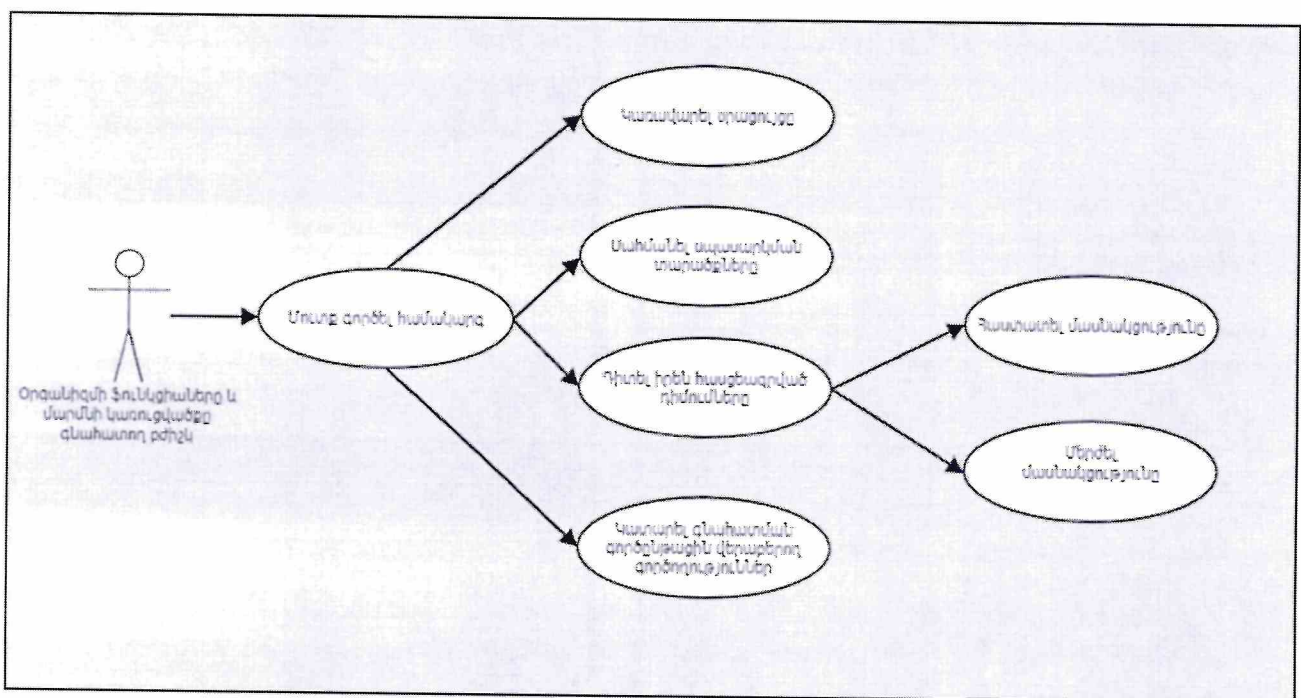 Կառավարել օրացույցը
Սահմանել սպասարկման
տարածքները
Մուտք գործել համակարգ
Հաստատել մասնակցությունը
Դիտել իրեն հասցեագրված
դիմումները
Օրգանիզմի ֆունկցիաները և
մարմնի կառուցվածքը
գնահատող բժիշկ
Մերժել
մասնակցությունը
Կատարել գնահատման
գործընթացին վերաբերող
գործողություններ